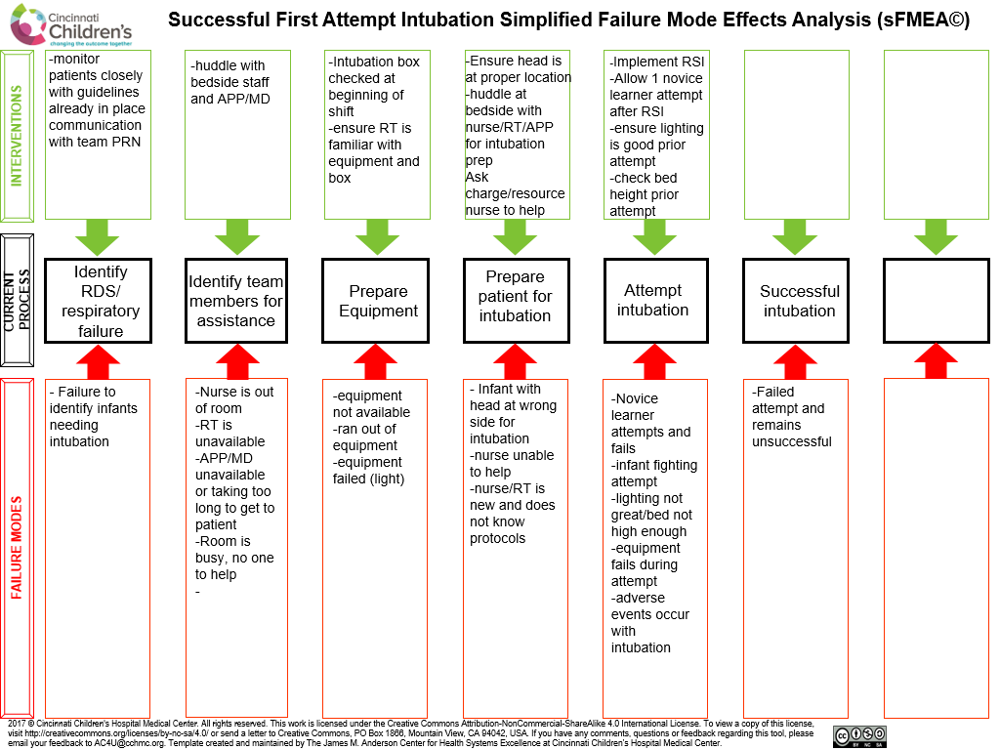 Cincinnati
Children's
changing the outcome together
Successful First Attempt Intubation Simplified Failure Mode Effects Analysis (sFMEA©)
INTERVENTIONS
-monitor
patients closely
with guidelines
already in place
communication
with team PRN
-huddle with
bedside staff
and APP/MD
-Intubation box
checked at
beginning of
shift
-ensure RT is
familiar with
equipment and
box
-Ensure head is
at proper location
-huddle at
bedside with
nurse/RT/APP
for intubation
prep
Ask
charge/resource
nurse to help
-Implement RSI
-Allow 1 novice
learner attempt
after RSI
-ensure lighting
is good prior
attempt
-check bed
height prior
attempt
CURRENT
PROCESS
Identify
RDS/
respiratory
failure
Identify team
members for
assistance
Prepare
Equipment
Prepare
patient for
intubation
Attempt
intubation
Successful
intubation
FAILURE MODES
- Failure to
identify infants
needing
intubation
-Nurse is out
of room
-RT is
unavailable
-APP/MD
unavailable
or taking too
long to get to
patient
-Room is
busy, no one
to help
-
-equipment
not available
-ran out of
equipment
-equipment
failed (light)
- Infant with
head at wrong
side for
intubation
-nurse unable
to help
-nurse/RT is
new and does
not know
protocols
-Novice
learner
attempts and
fails
-infant fighting
attempt
-lighting not
great/bed not
high enough
-equipment
fails during
attempt
-adverse
events occur
with
intubation
-Failed
attempt and
remains
unsuccessful
2017 © Cincinnati Children's Hospital Medical Center. All rights reserved. This work is licensed under the Creative Commons Attribution-NonCommercial-ShareAlike 4.0 International License. To view a copy of this license,
visit http://creativecommons.org/licenses/by-nc-sa/4.0/ or send a letter to Creative Commons, PO Box 1866, Mountain View, CA 94042, USA. If you have any comments, questions or feedback regarding this tool, please
email your feedback to AC4U@cchmc.org. Template created and maintained by The James M. Anderson Center for Health Systems Excellence at Cincinnati Children's Hospital Medical Center.
cc
BY NC SA